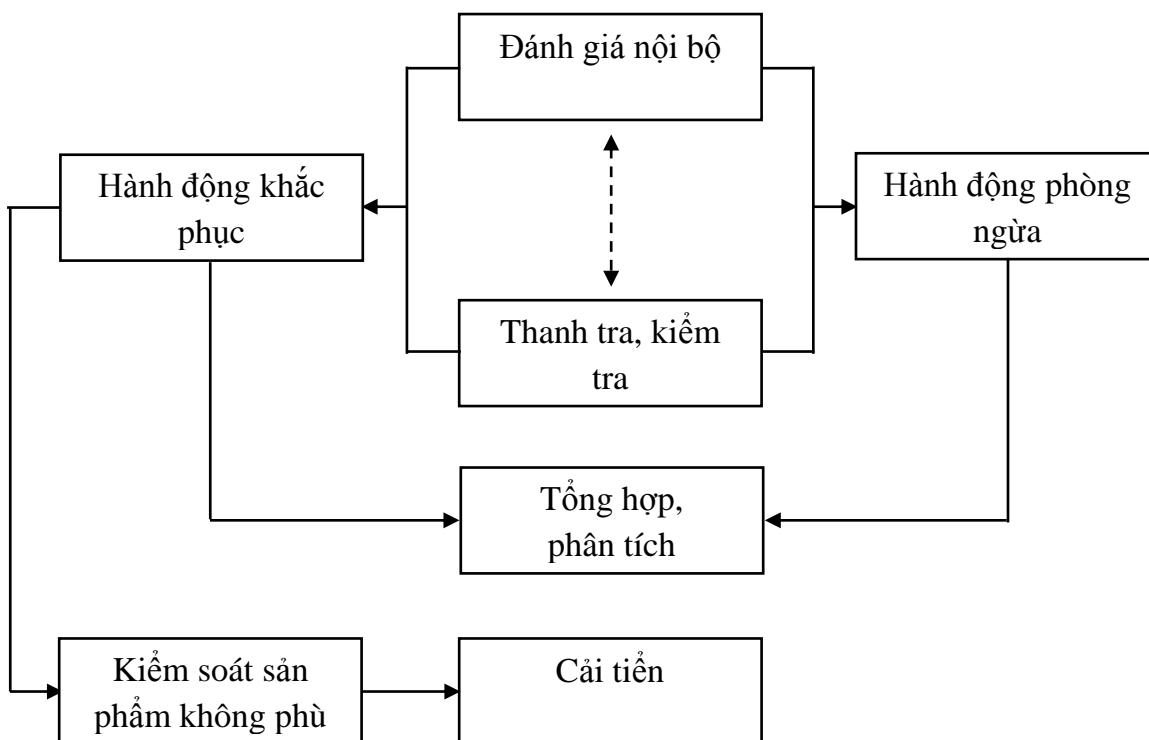 Đánh giá nội bộ
Hành động khắc
phục
Hành động phòng
ngừa
Thanh tra, kiểm
tra
Tổng hợp,
phân tích
Kiểm soát sản
phẩm không phù
Cải tiển